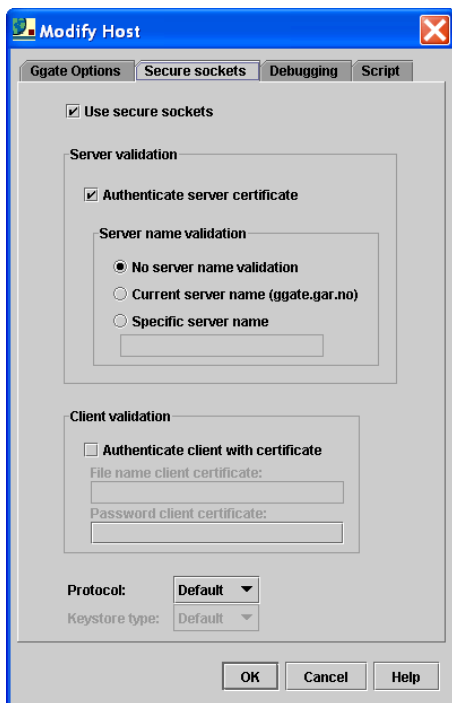 Modify Host
Ggate Options Secure sockets Debugging Script
Use secure sockets
Server validation
Authenticate server certificate
Server name validation
No server name validation
Current server name (ggate.gar.no)
Specific server name
Client validation
Authenticate client with certificate
File name client certificate:
Password client certificate:
Protocol: Default
Keystore type: Default
OK Cancel Help